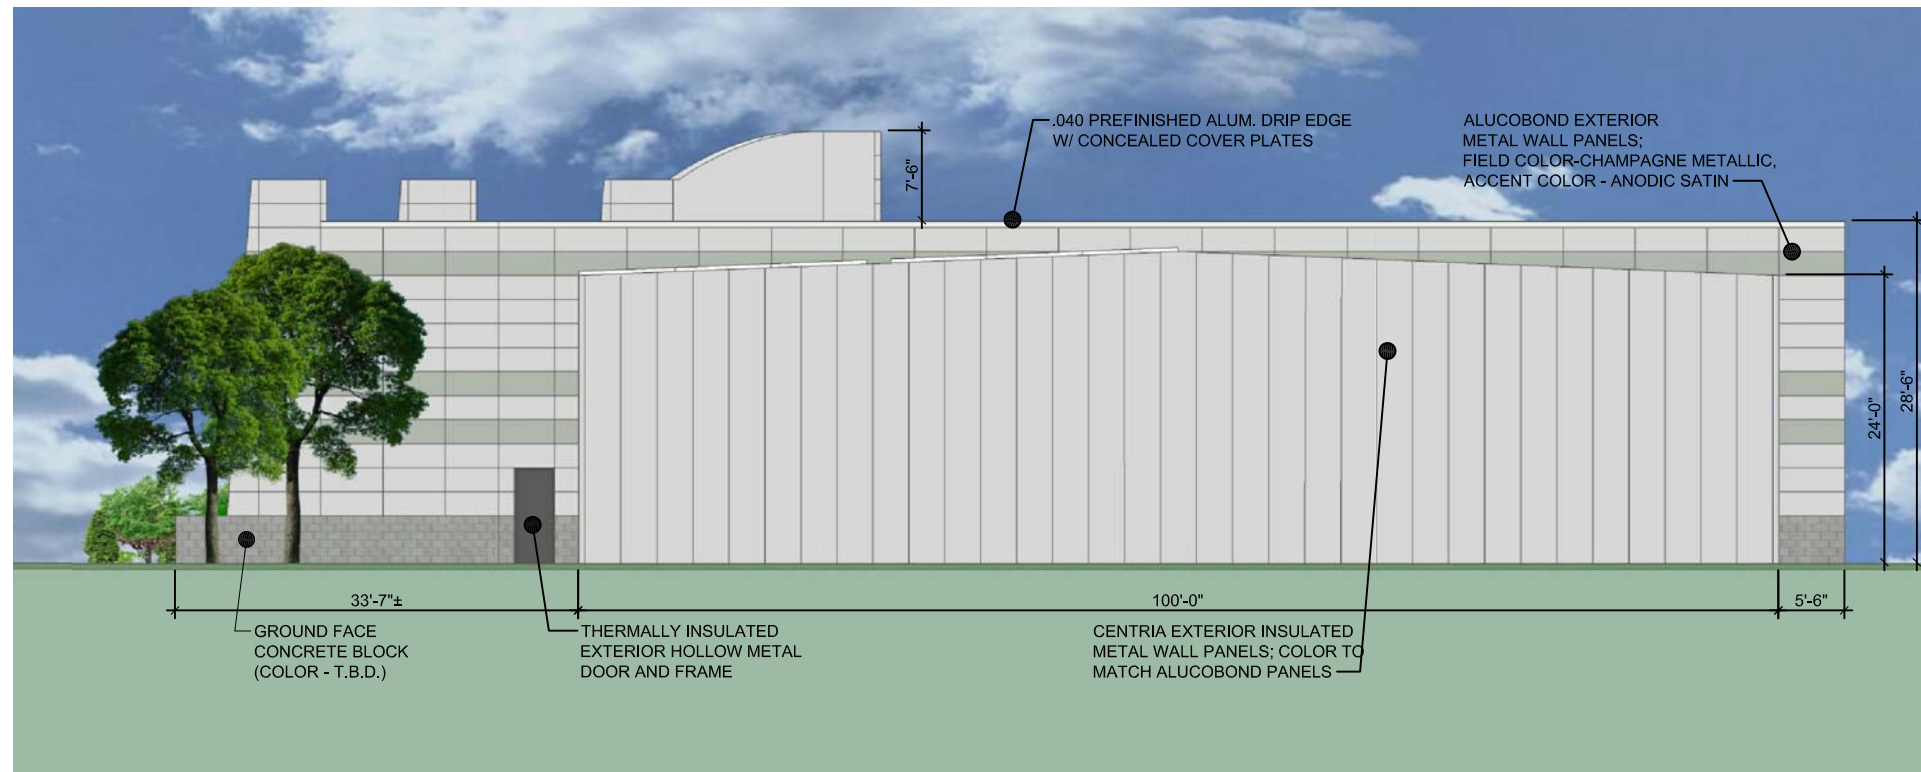 .040 PREFINISHED ALUM. DRIP EDGE
W/ CONCEALED COVER PLATES
ALUCOBOND EXTERIOR
METAL WALL PANELS;
FIELD COLOR-CHAMPAGNE METALLIC,
ACCENT COLOR - ANODIC SATIN
7'-6"
24'-0"
28'-6"
33'-7"±
100'-0"
5'-6"
GROUND FACE
CONCRETE BLOCK
(COLOR - T.B.D.)
THERMALLY INSULATED
EXTERIOR HOLLOW METAL
DOOR AND FRAME
CENTRIA EXTERIOR INSULATED
METAL WALL PANELS; COLOR TO
MATCH ALUCOBOND PANELS